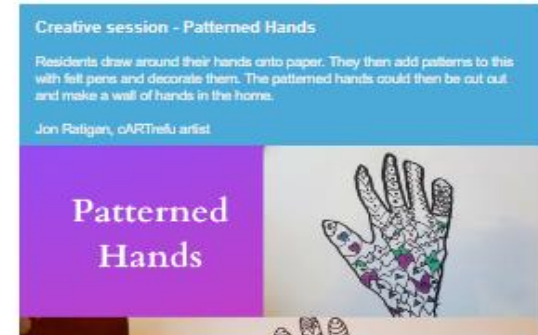 Creative session - Patterned Hands
Residents draw around their hands onto paper. They then add patterns to this
with felt pens and decorate them. The patterned hands could then be cut out
and make a wall of hands in the home.
Jon Ratigan, cARTrefu artist
Patterned
Hands